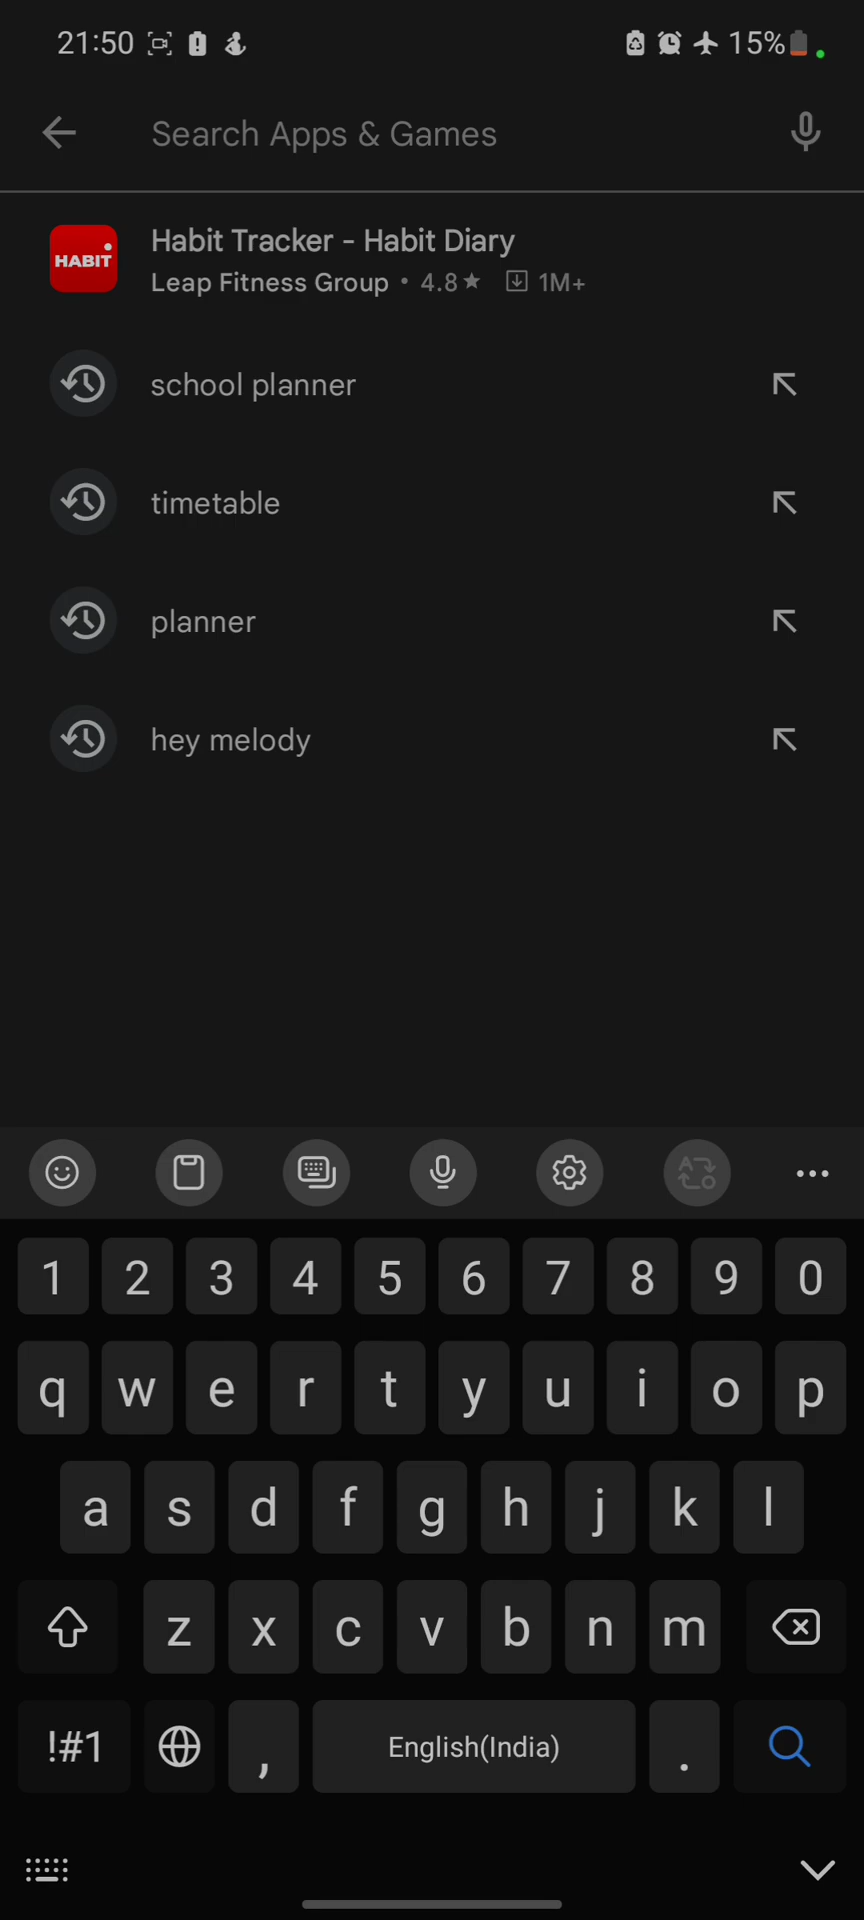 21:50
15%
Search Apps & Games
HABIT
Habit Tracker - Habit Diary
Leap Fitness Group • 4.8★ 1M+
school planner
timetable
planner
hey melody
1 2 3 4 5 6 7 8 9 0
q w e r t y u i o p
a s d f g h j k l
z x c v b n m
!#1 , English(India) .